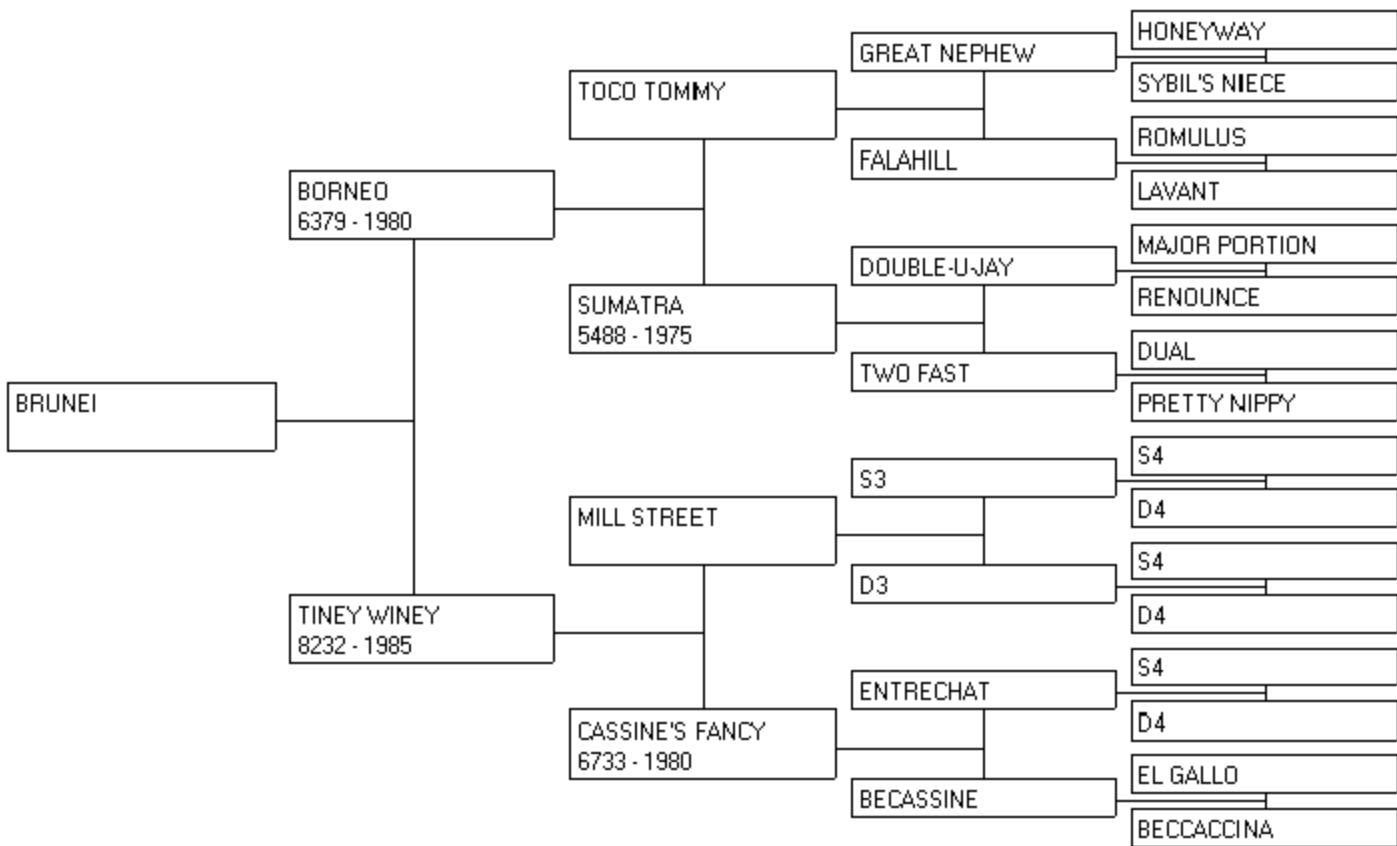 HONEYWAY
GREAT NEPHEW
SYBIL'S NIECE
TOCO TOMMY
ROMULUS
FALAHILL
LAVANT
BORNEO
6379 - 1980
MAJOR PORTION
DOUBLE-U-JAY
RENOUNCE
SUMATRA
5488 - 1975
DUAL
TWO FAST
PRETTY NIPPY
BRUNEI
S4
S3
D4
MILL STREET
S4
D3
D4
TINEY WINEY
8232 - 1985
S4
ENTRECHAT
D4
CASSINE'S FANCY
6733 - 1980
EL GALLO
BECASSINE
BECCACCINA